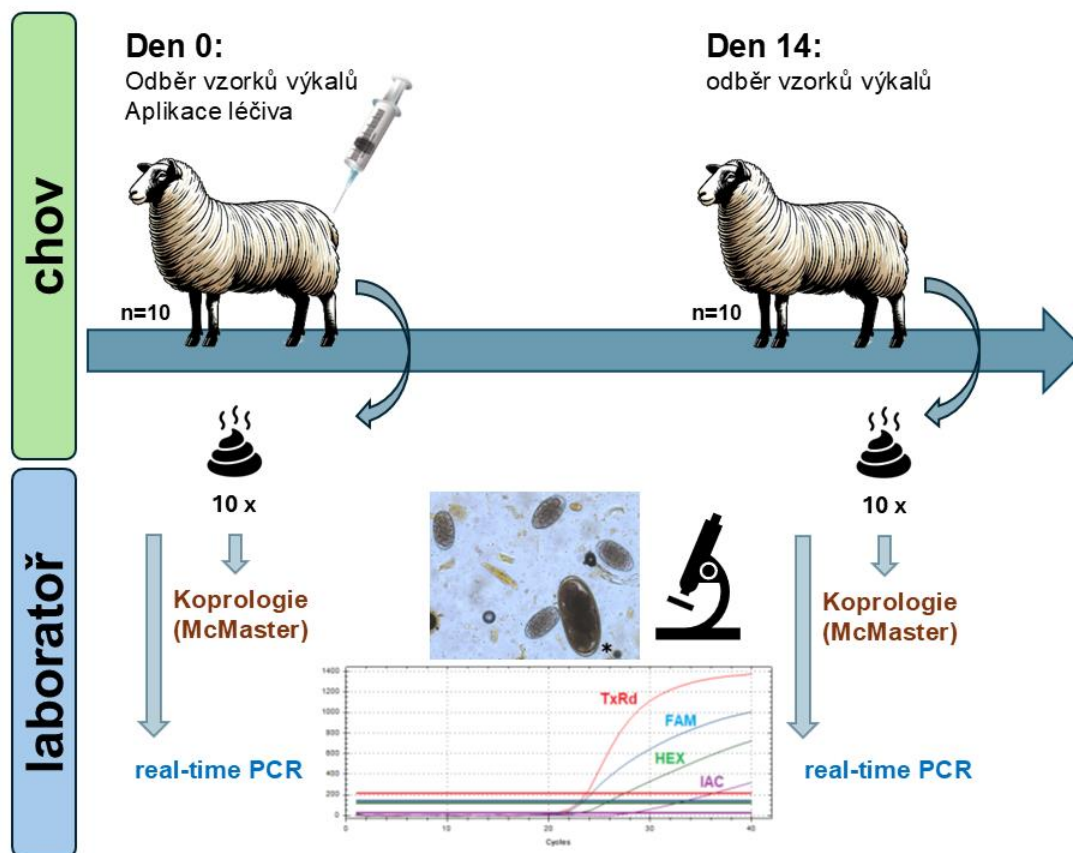 chov
Den 0:
Odběr vzorků výkalů
Aplikace léčiva
n=10
Den 14:
odběr vzorků výkalů
n=10
laboratoř
10 x
Koprologie
(McMaster)
real-time PCR
*
1400
1200
1000
800
600
400
200
0
TxRd
FAM
HEX
IAC
0
10
20
30
40
Cycles
10 x
Koprologie
(McMaster)
real-time PCR